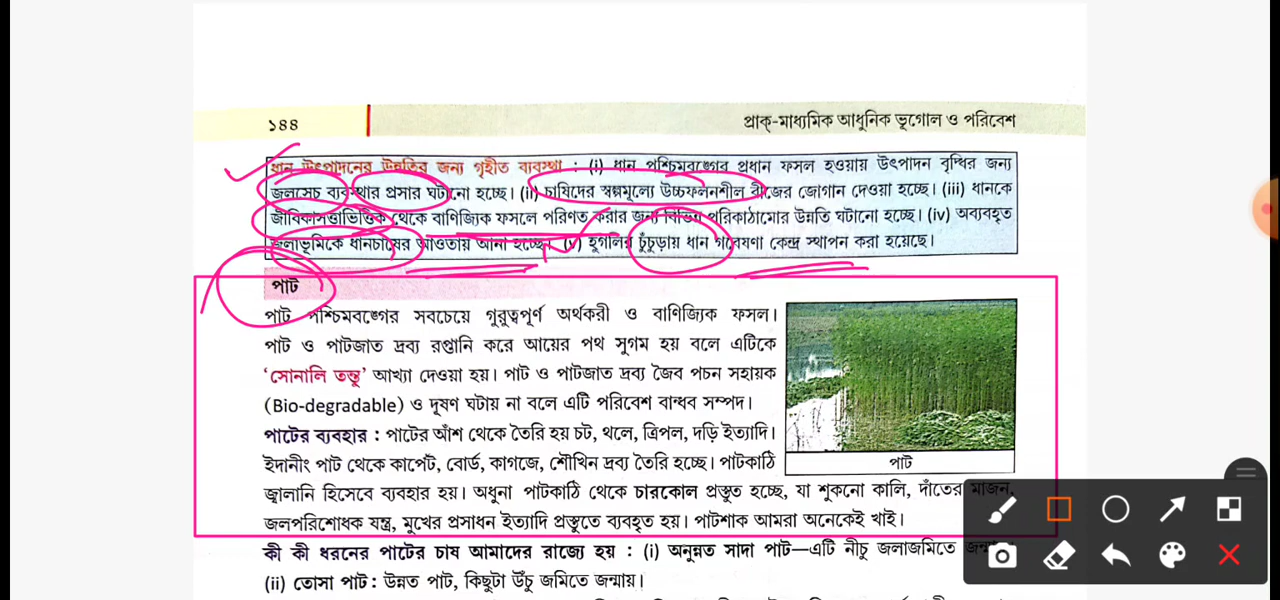 ১৪৪
প্রাক্-মাধ্যমিক আধুনিক ভূগোল ও পরিবেশ
ধান উৎপাদনের উন্নতির জন্য গৃহীত ব্যবস্থা : (i) ধান পশ্চিমবঙ্গের প্রধান ফসল হওয়ায় উৎপাদন বৃদ্ধির জন্য
জলসেচ ব্যবস্থার প্রসার ঘটানো হচ্ছে। (ii) চাষিদের স্বল্পমূল্যে উচ্চফলনশীল বীজের জোগান দেওয়া হচ্ছে। (iii) ধানকে
জীবিকাসত্তাভিত্তিক থেকে বাণিজ্যিক ফসলে পরিণত করার জন্য বিভিন্ন পরিকাঠামোর উন্নতি ঘটানো হচ্ছে। (iv) অব্যবহৃত
জলাভূমিকে ধানচাষের আওতায় আনা হচ্ছে। (v) হুগলির চুঁচুড়ায় ধান গবেষণা কেন্দ্র স্থাপন করা হয়েছে।
পাট
পাট পশ্চিমবঙ্গের সবচেয়ে গুরুত্বপূর্ণ অর্থকরী ও বাণিজ্যিক ফসল।
পাট ও পাটজাত দ্রব্য রপ্তানি করে আয়ের পথ সুগম হয় বলে এটিকে
‘সোনালি তন্তু’ আখ্যা দেওয়া হয়। পাট ও পাটজাত দ্রব্য জৈব পচন সহায়ক
(Bio-degradable) ও দূষণ ঘটায় না বলে এটি পরিবেশ বান্ধব সম্পদ।
পাটের ব্যবহার : পাটের আঁশ থেকে তৈরি হয় চট, থলে, ত্রিপল, দড়ি ইত্যাদি।
ইদানীং পাট থেকে কার্পেট, বোর্ড, কাগজে, শৌখিন দ্রব্য তৈরি হচ্ছে। পাটকাঠি
পাট
জ্বালানি হিসেবে ব্যবহার হয়। অধুনা পাটকাঠি থেকে চারকোল প্রস্তুত হচ্ছে, যা শুকনো কালি, দাঁতের মাজন,
জলপরিশোধক যন্ত্র, মুখের প্রসাধন ইত্যাদি প্রস্তুতে ব্যবহৃত হয়। পাটশাক আমরা অনেকেই খাই।
কী কী ধরনের পাটের চাষ আমাদের রাজ্যে হয় : (i) অনুন্নত সাদা পাট—এটি নীচু জলাজমিতে
(ii) তোসা পাট : উন্নত পাট, কিছুটা উঁচু জমিতে জন্মায়।